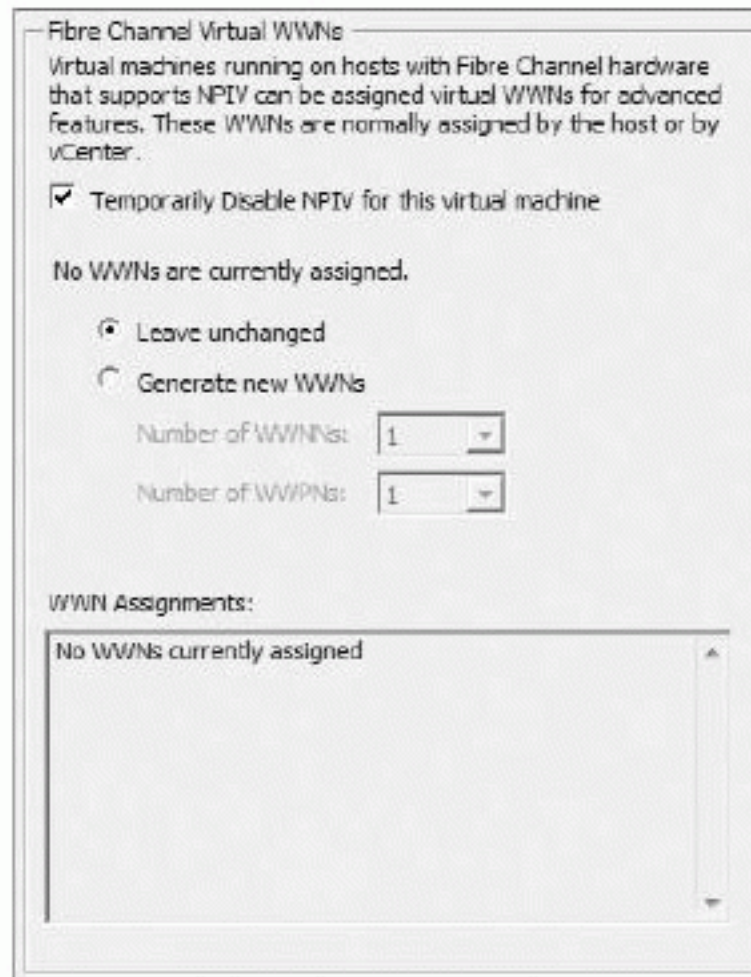 Fibre Channel Virtual WWNs
Virtual machines running on hosts with Fibre Channel hardware
that supports NPIV can be assigned virtual WWNs for advanced
features. These WWNs are normally assigned by the host or by
vCenter.
Temporarily Disable NPIV for this virtual machine
No WWNs are currently assigned.
Leave unchanged
Generate new WWNs
Number of WWNNs: 1
Number of WWPNs: 1
WWN Assignments:
No WWNs currently assigned